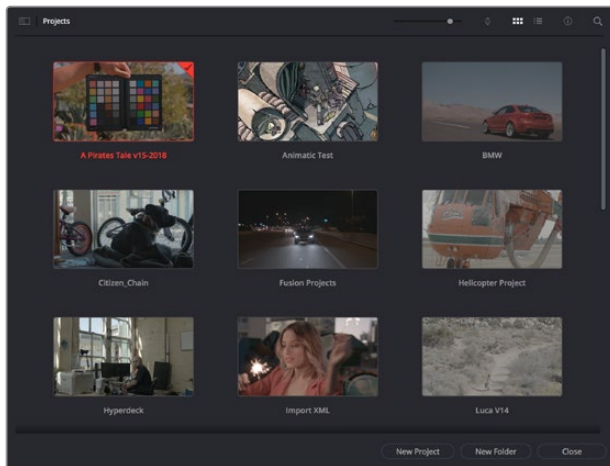 Projects
A Pirates Tale v15-2018
Animatic Test
BMW
Citizen_Chain
Fusion Projects
Helicopter Project
Hyperdeck
Import XML
Luca V14
New Project
New Folder
Close